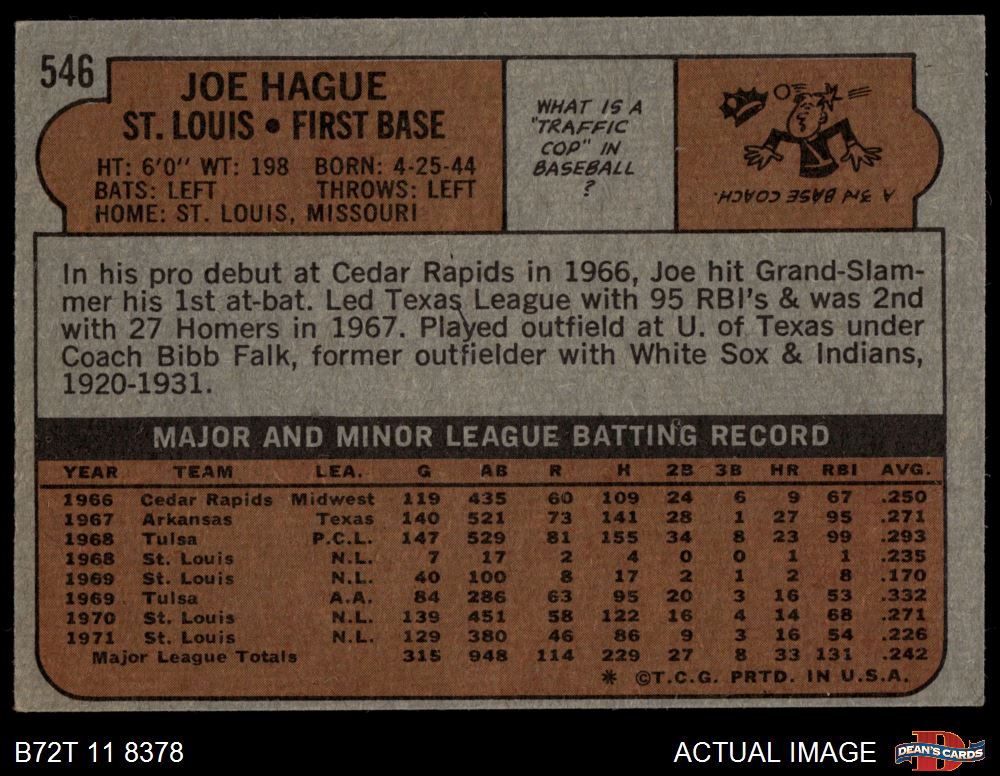 546
JOE HAGUE
ST. LOUIS • FIRST BASE
HT: 6'0" WT: 198 BORN: 4-25-44
BATS: LEFT THROWS: LEFT
HOME: ST. LOUIS, MISSOURI
WHAT IS A
"TRAFFIC
COP" IN
BASEBALL
?
A 3rd BASE COACH.
In his pro debut at Cedar Rapids in 1966, Joe hit Grand-Slam-
mer his 1st at-bat. Led Texas League with 95 RBI's & was 2nd
with 27 Homers in 1967. Played outfield at U. of Texas under
Coach Bibb Falk, former outfielder with White Sox & Indians,
1920-1931.
MAJOR AND MINOR LEAGUE BATTING RECORD
YEAR TEAM LEA. G AB R H 2B 3B HR RBI AVG.
1966 Cedar Rapids Midwest 119 435 60 109 24 6 9 67 .250
1967 Arkansas Texas 140 521 73 141 28 1 27 95 .271
1968 Tulsa P.C.L. 147 529 81 155 34 8 23 99 .293
1968 St. Louis N.L. 7 17 2 4 0 0 1 1 .235
1969 St. Louis N.L. 40 100 8 17 2 1 2 8 .170
1969 Tulsa A.A. 84 286 63 95 20 3 16 53 .332
1970 St. Louis N.L. 139 451 58 122 16 4 14 68 .271
1971 St. Louis N.L. 129 380 46 86 9 3 16 54 .226
Major League Totals 315 948 114 229 27 8 33 131 .242
* ©T.C.G. PRTD. IN U.S.A.
B72T 11 8378
ACTUAL IMAGE
DEAN'S CARDS